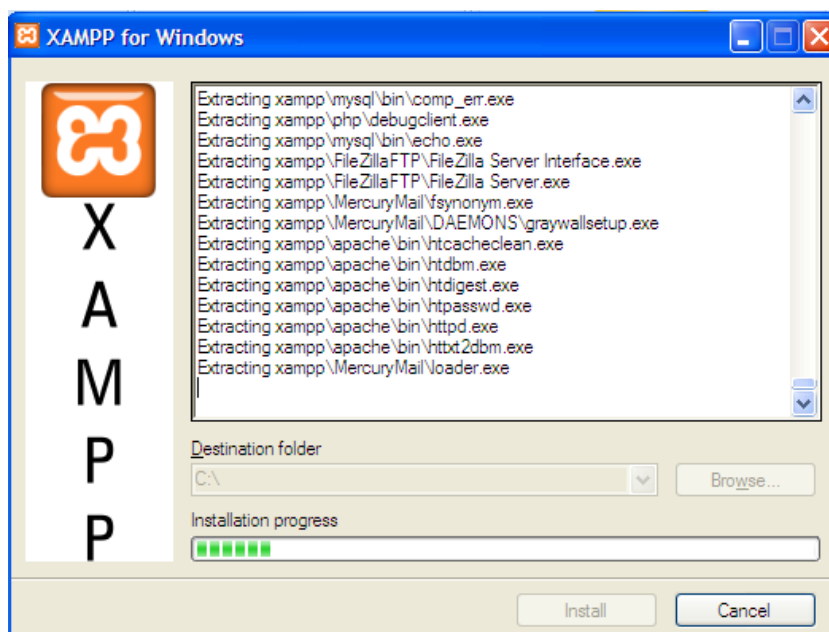 XAMPP for Windows
X
A
M
P
P
Extracting xampp\mysql\bin\comp_err.exe
Extracting xampp\php\debugclient.exe
Extracting xampp\mysql\bin\echo.exe
Extracting xampp\FileZillaFTP\FileZilla Server Interface.exe
Extracting xampp\FileZillaFTP\FileZilla Server.exe
Extracting xampp\MercuryMail\fsynonym.exe
Extracting xampp\MercuryMail\DAEMONS\graywallsetup.exe
Extracting xampp\apache\bin\htcacheclean.exe
Extracting xampp\apache\bin\htdbm.exe
Extracting xampp\apache\bin\htdigest.exe
Extracting xampp\apache\bin\htpasswd.exe
Extracting xampp\apache\bin\httpd.exe
Extracting xampp\apache\bin\httxt2dbm.exe
Extracting xampp\MercuryMail\loader.exe
Destination folder
C:\
Browse...
Installation progress
Install
Cancel